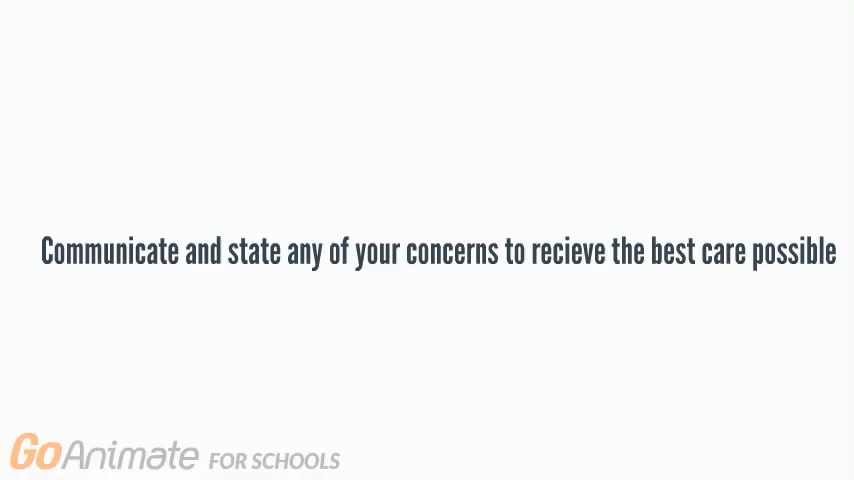 Communicate and state any of your concerns to recieve the best care possible
GoAnimate FOR SCHOOLS